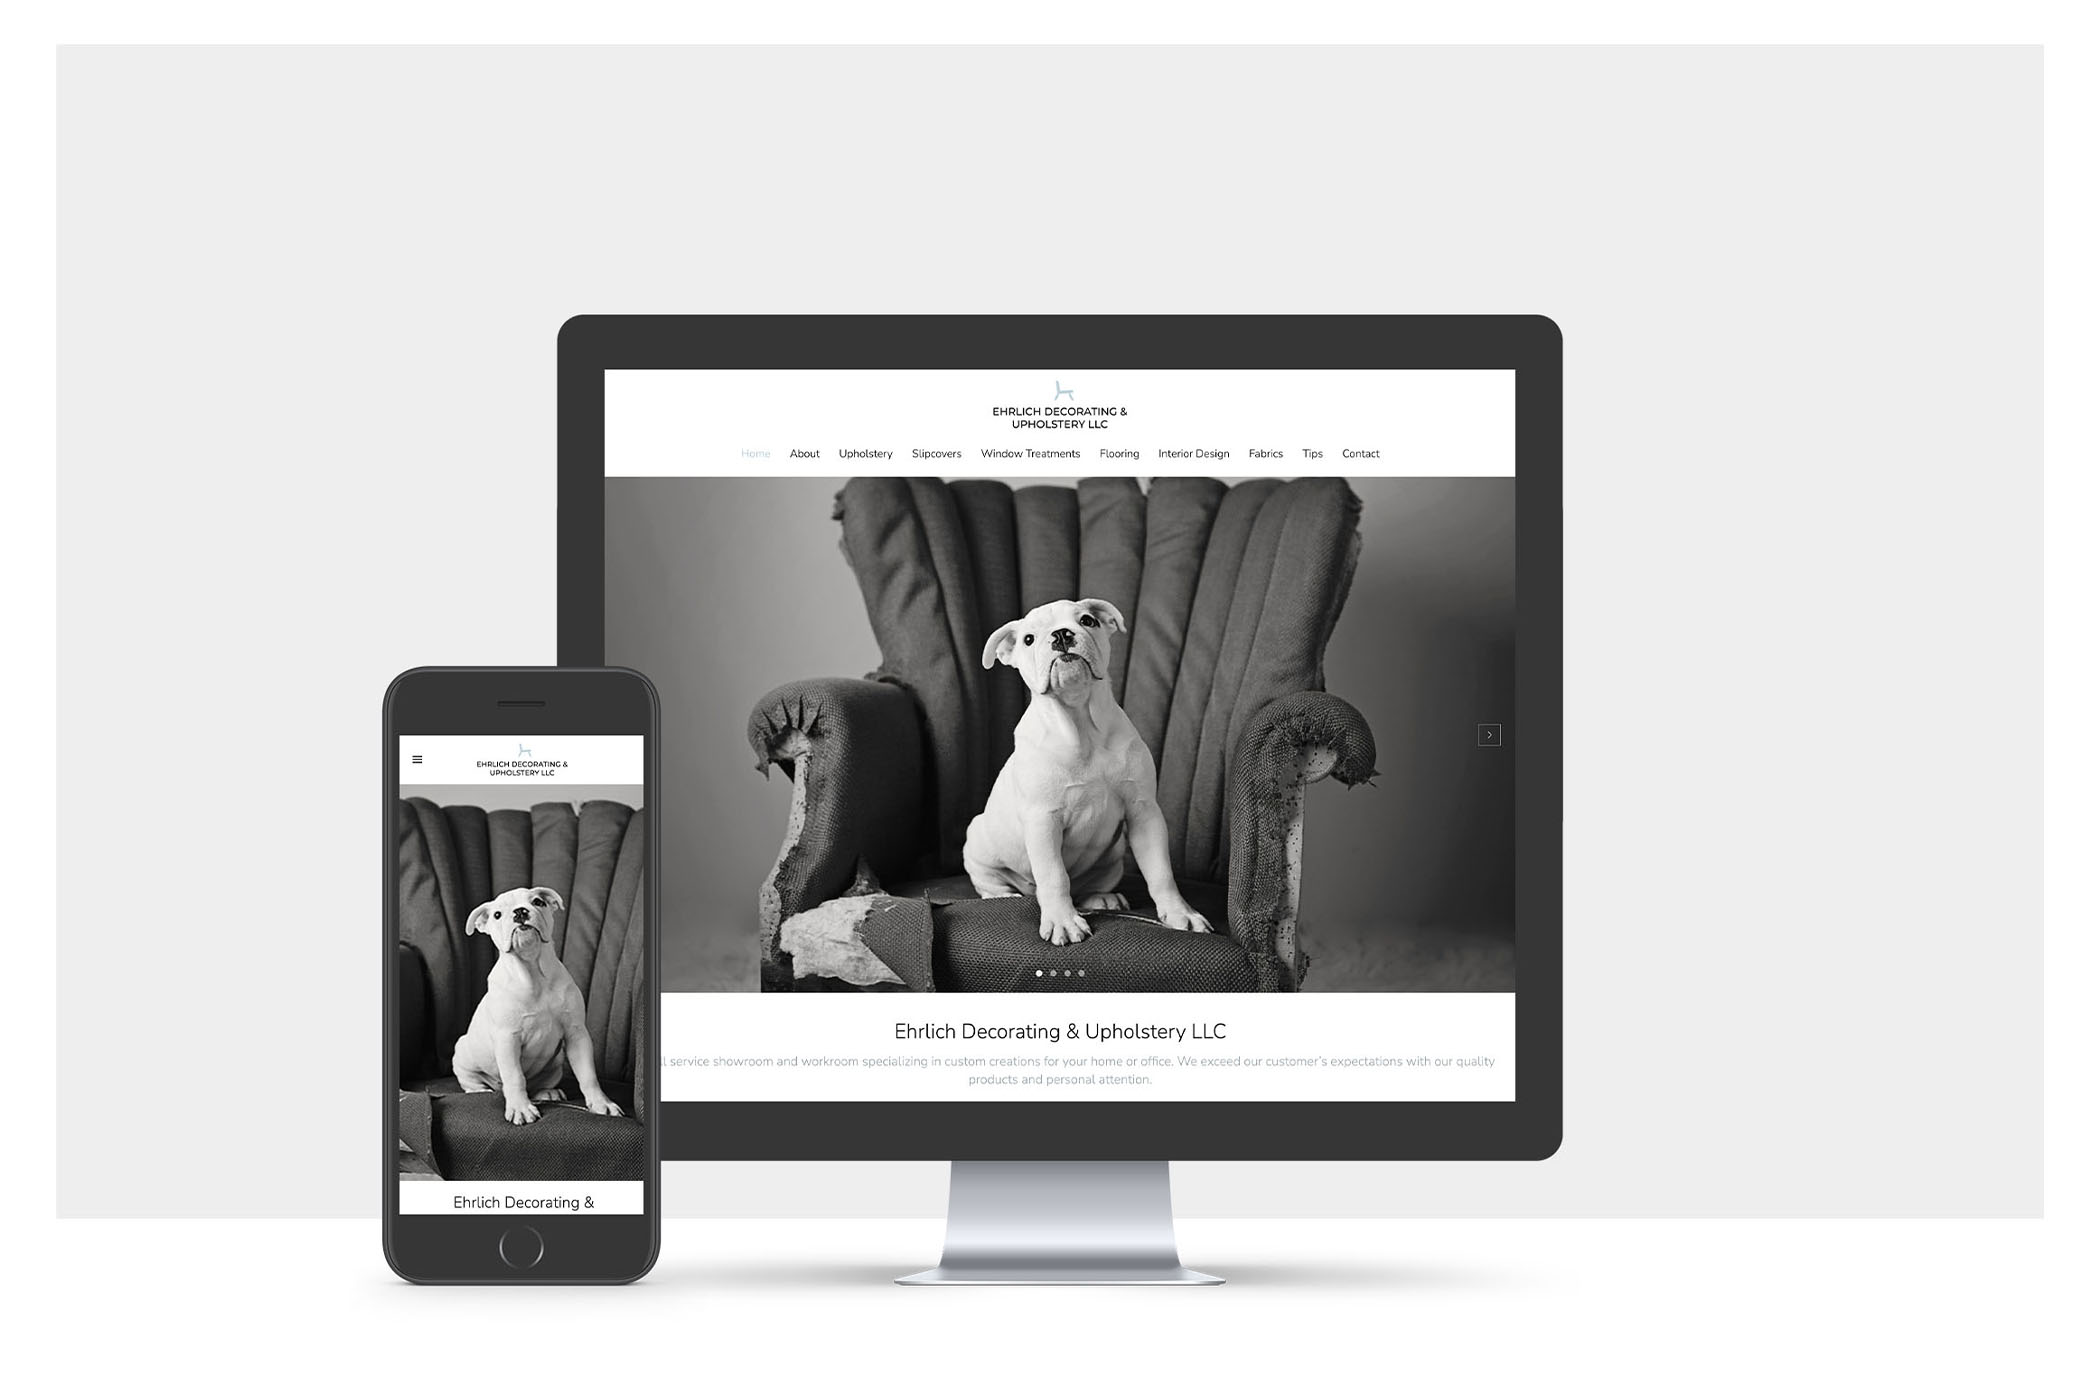 EHRLICH DECORATING &
UPHOLSTERY LLC
Home About Upholstery Slipcovers Window Treatments Flooring Interior Design Fabrics Tips Contact
Ehrlich Decorating & Upholstery LLC
service showroom and workroom specializing in custom creations for your home or office. We exceed our customer's expectations with our quality
products and personal attention.
EHRLICH DECORATING &
UPHOLSTERY LLC
Ehrlich Decorating &